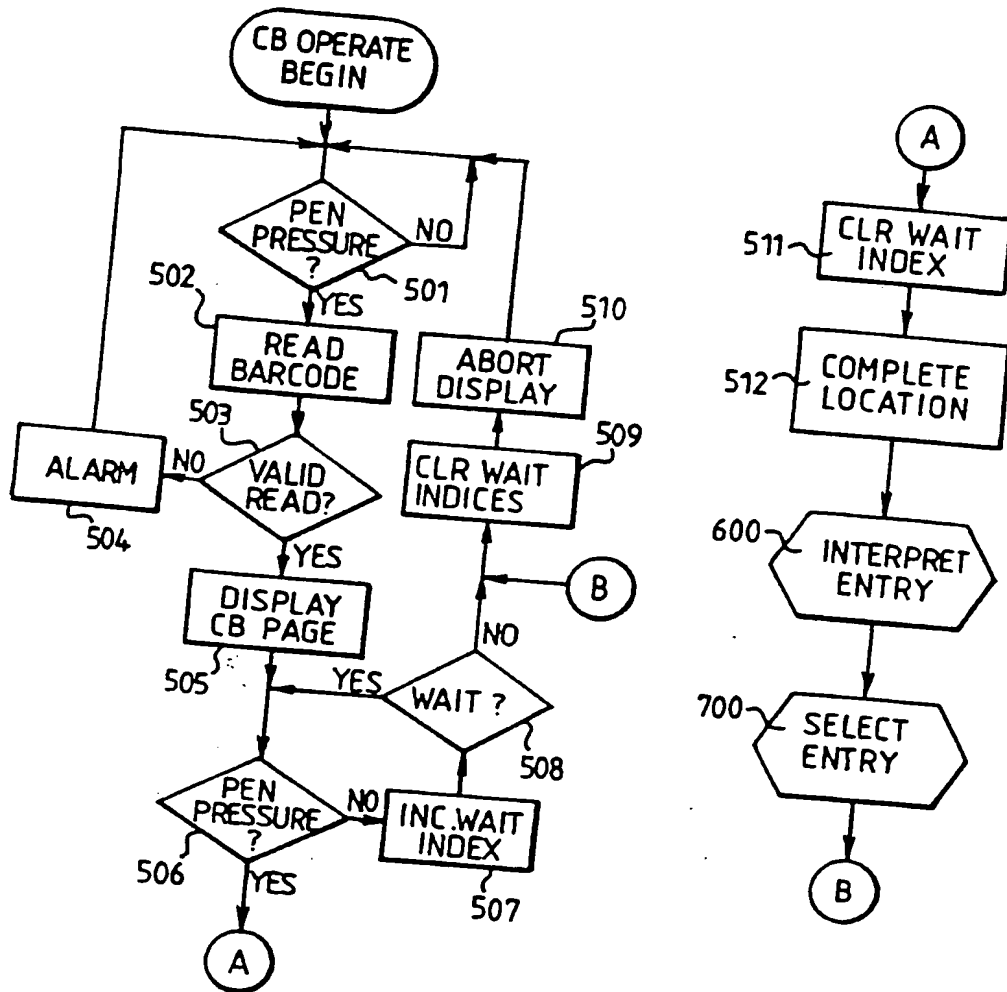 CB OPERATE
BEGIN
PEN
PRESSURE
?
NO
501
YES
502
READ
BARCODE
503
VALID
READ?
NO
ALARM
504
YES
DISPLAY
CB PAGE
505
YES
PEN
PRESSURE
?
506
NO
YES
A
INC.WAIT
INDEX
507
WAIT ?
508
NO
B
CLR WAIT
INDICES
509
ABORT
DISPLAY
510
A
511
CLR WAIT
INDEX
512
COMPLETE
LOCATION
600
INTERPRET
ENTRY
700
SELECT
ENTRY
B